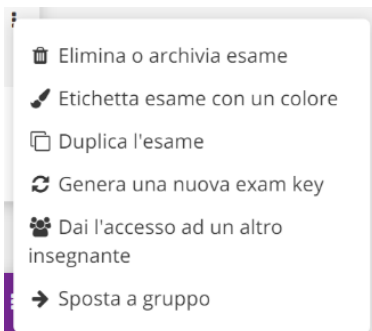 Elimina o archivia esame
Etichetta esame con un colore
Duplica l'esame
Genera una nuova exam key
Dai l'accesso ad un altro
insegnante
Sposta a gruppo